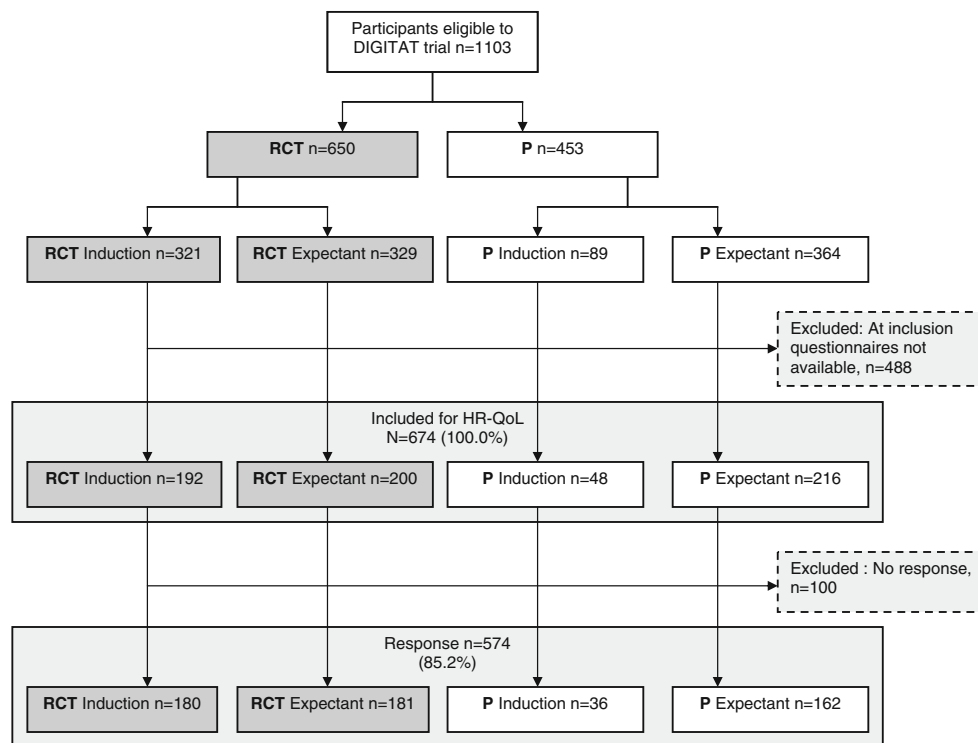 Participants eligible to
DIGITAT trial n=1103
RCT n=650
P n=453
RCT Induction n=321
RCT Expectant n=329
P Induction n=89
P Expectant n=364
Excluded: At inclusion
questionnaires not
available, n=488
Included for HR-QoL
N=674 (100.0%)
RCT Induction n=192
RCT Expectant n=200
P Induction n=48
P Expectant n=216
Excluded : No response,
n=100
Response n=574
(85.2%)
RCT Induction n=180
RCT Expectant n=181
P Induction n=36
P Expectant n=162